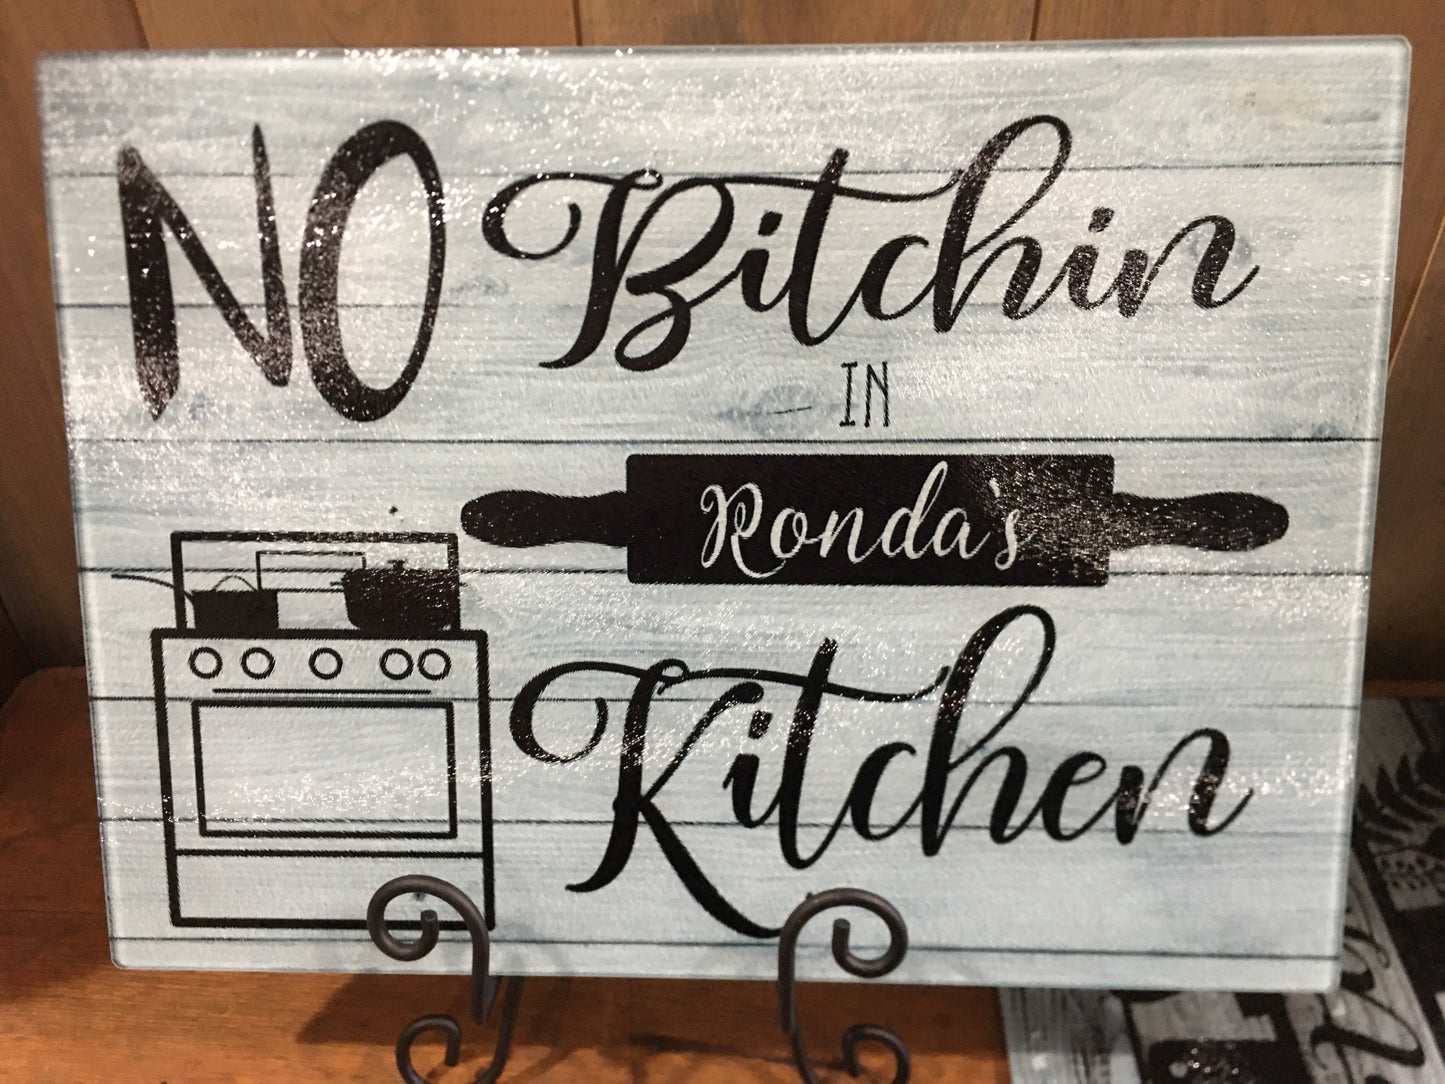 NO Bitchin
IN
Ronda's
Kitchen